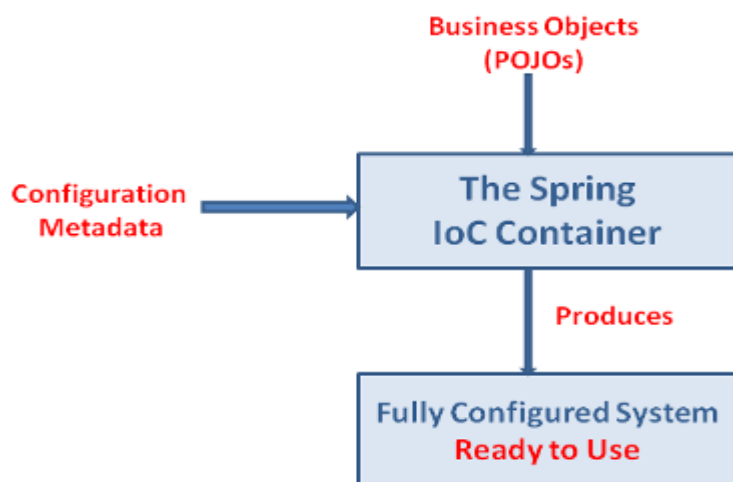 Business Objects
(POJOs)
Configuration
Metadata
The Spring
IoC Container
Produces
Fully Configured System
Ready to Use